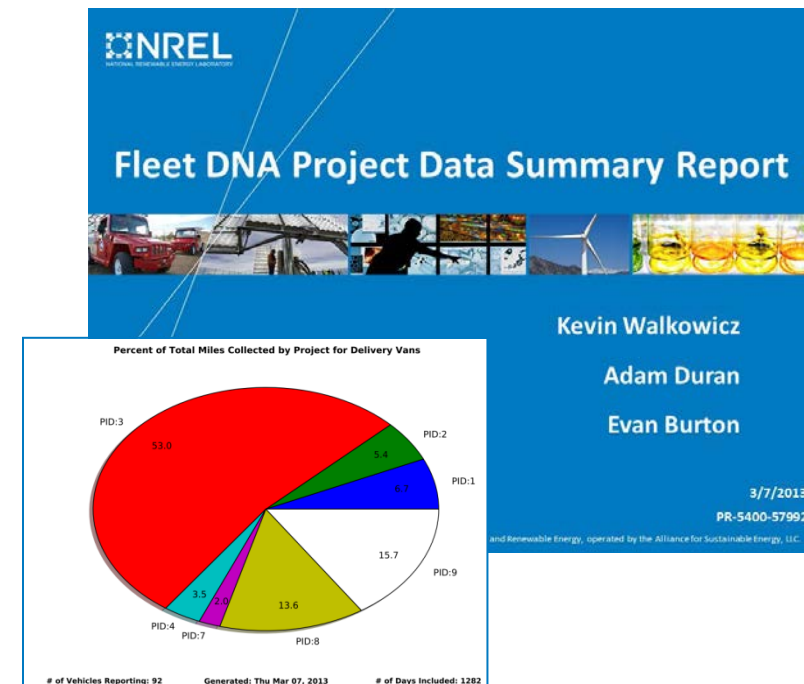 NREL
NATIONAL RENEWABLE ENERGY LABORATORY
Fleet DNA Project Data Summary Report
Kevin Walkowicz
Adam Duran
Evan Burton
3/7/2013
PR-5400-57992
and Renewable Energy, operated by the Alliance for Sustainable Energy, LLC.
Percent of Total Miles Collected by Project for Delivery Vans
PID:3
53.0
PID:2
5.4
PID:1
6.7
15.7
PID:9
3.5
2.0
13.6
PID:4
PID:7
PID:8
# of Vehicles Reporting: 92 Generated: Thu Mar 07, 2013 # of Days Included: 1282